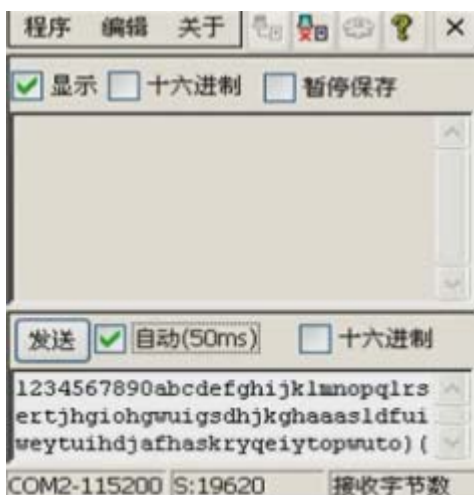 程序 编辑 关于
显示 十六进制 暂停保存
发送 自动(50ms) 十六进制
1234567890abcdefghijklmnopqlrs
ertjhgiohgwuigsdhjkghaaasldfui
weytuihdjafhaskryqeiytopwuto)(
COM2-115200 S:19620 接收字节数